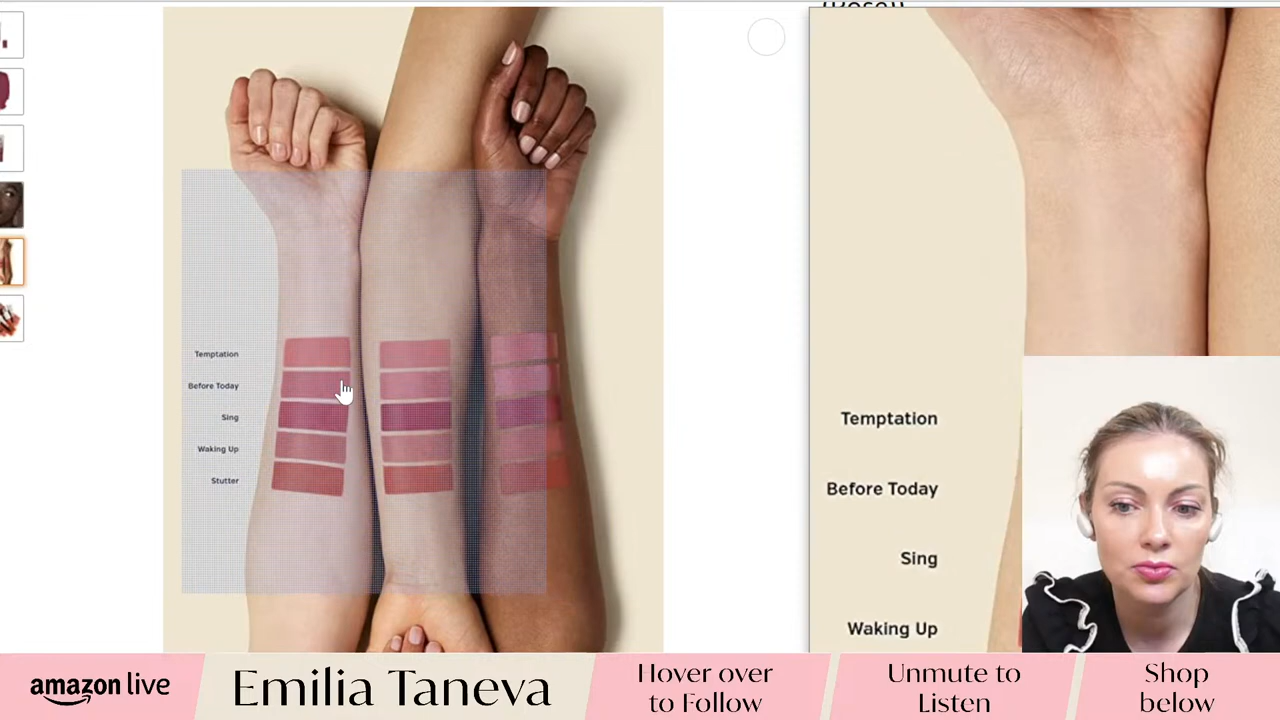 (Rose))
Temptation
Before Today
Sing
Waking Up
Stutter
Temptation
Before Today
Sing
Waking Up
amazon live
Emilia Taneva
Hover over
to Follow
Unmute to
Listen
Shop
below